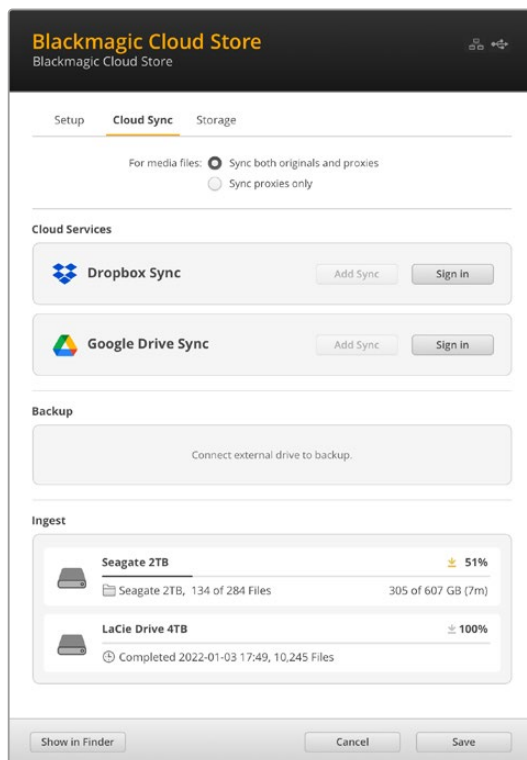 Blackmagic Cloud Store
Blackmagic Cloud Store
Setup Cloud Sync Storage
For media files: Sync both originals and proxies
Sync proxies only
Cloud Services
Dropbox Sync Add Sync Sign in
Google Drive Sync Add Sync Sign in
Backup
Connect external drive to backup.
Ingest
Seagate 2TB 51%
Seagate 2TB, 134 of 284 Files 305 of 607 GB (7m)
LaCie Drive 4TB 100%
Completed 2022-01-03 17:49, 10,245 Files
Show in Finder Cancel Save